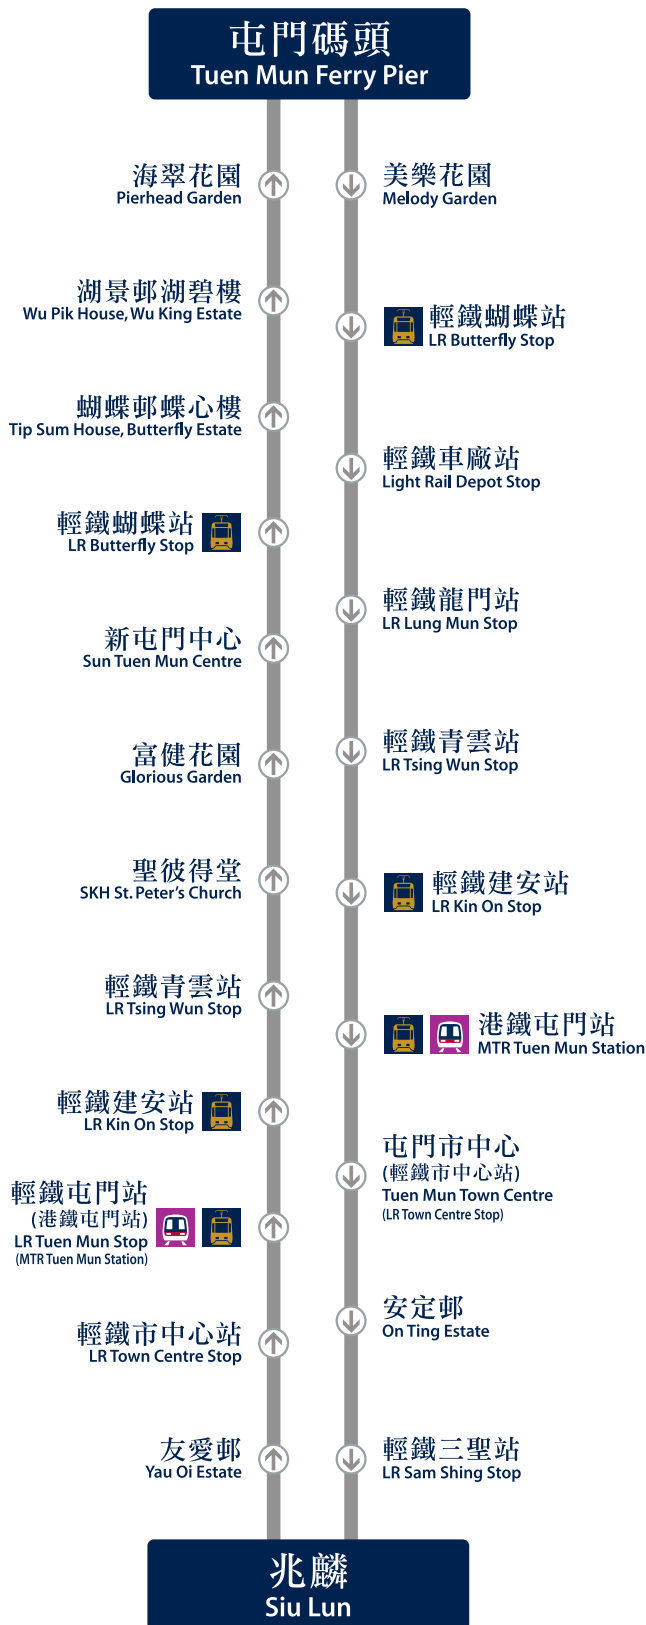 屯門碼頭
Tuen Mun Ferry Pier
海翠花園
Pierhead Garden
湖景邨湖碧樓
Wu Pik House, Wu King Estate
蝴蝶邨蝶心樓
Tip Sum House, Butterfly Estate
輕鐵蝴蝶站
LR Butterfly Stop
新屯門中心
Sun Tuen Mun Centre
富健花園
Glorious Garden
聖彼得堂
SKH St. Peter's Church
輕鐵青雲站
LR Tsing Wun Stop
輕鐵建安站
LR Kin On Stop
輕鐵屯門站
(港鐵屯門站)
LR Tuen Mun Stop
(MTR Tuen Mun Station)
輕鐵市中心站
LR Town Centre Stop
友愛邨
Yau Oi Estate
美樂花園
Melody Garden
輕鐵蝴蝶站
LR Butterfly Stop
輕鐵車廠站
Light Rail Depot Stop
輕鐵龍門站
LR Lung Mun Stop
輕鐵青雲站
LR Tsing Wun Stop
輕鐵建安站
LR Kin On Stop
港鐵屯門站
MTR Tuen Mun Station
屯門市中心
(輕鐵市中心站)
Tuen Mun Town Centre
(LR Town Centre Stop)
安定邨
On Ting Estate
輕鐵三聖站
LR Sam Shing Stop
兆麟
Siu Lun